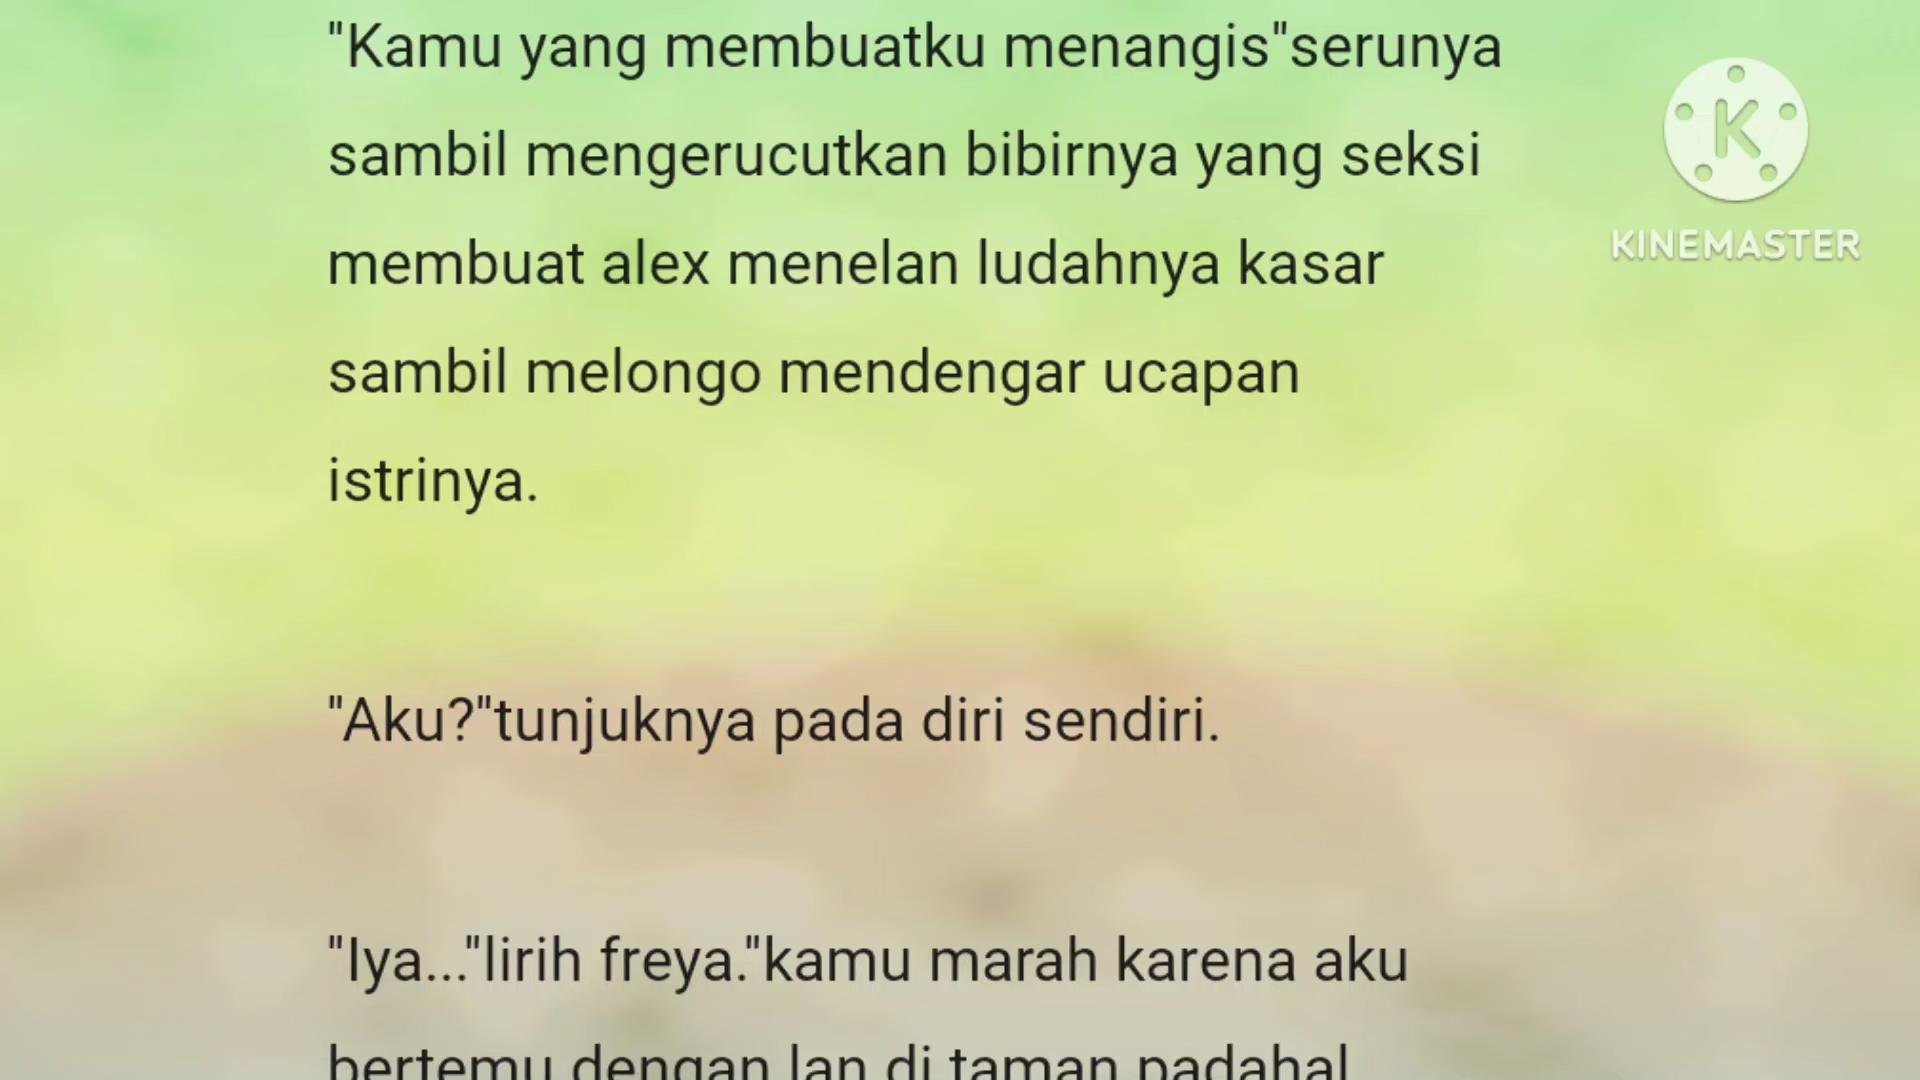 "Kamu yang membuatku menangis"serunya
sambil mengerucutkan bibirnya yang seksi
membuat alex menelan ludahnya kasar
sambil melongo mendengar ucapan
istrinya.
"Aku?"tunjuknya pada diri sendiri.
"Iya..."lirih freya."kamu marah karena aku
bertemu dengan Ian di taman padahal
K
KINEMASTER